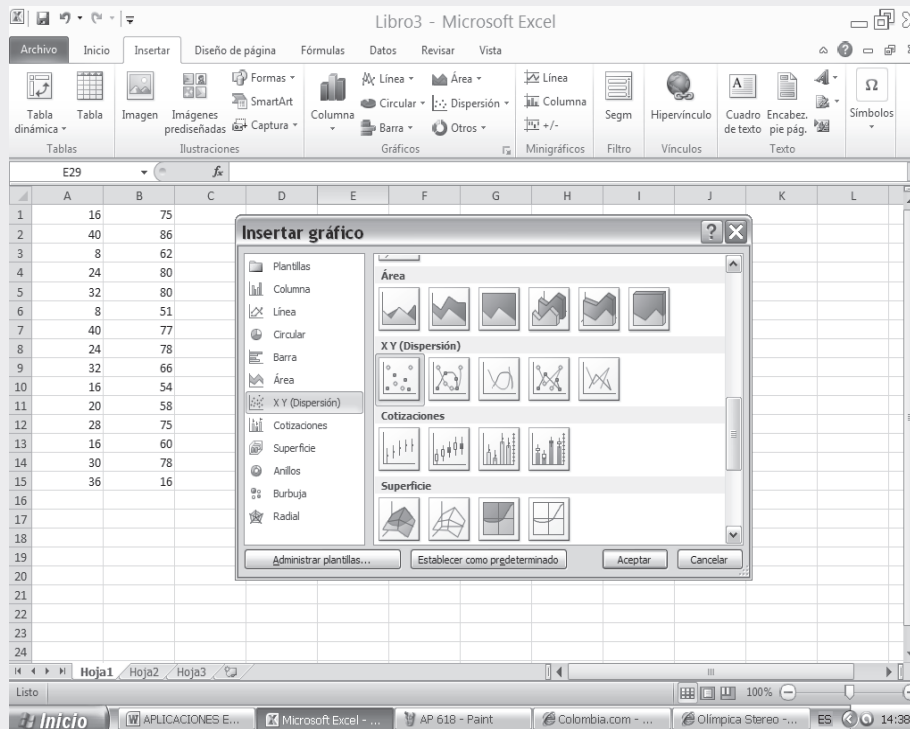 Libro3 - Microsoft Excel
Archivo Inicio Insertar Diseño de página Fórmulas Datos Revisar Vista
Tabla dinámica
Tabla
Imagen
Imágenes prediseñadas
Formas
SmartArt
Captura
Columna
Línea
Circular
Barra
Área
Dispersión
Otros
Línea
Columna
+/-
Segm
Hipervínculo
Cuadro de texto
Encabez. pie pág.
Símbolos
Tablas Ilustraciones Gráficos Minigráficos Filtro Vínculos Texto
E29 fx
A B C D E F G H I J K L
1 16 75
2 40 86
3 8 62
4 24 80
5 32 80
6 8 51
7 40 77
8 24 78
9 32 66
10 16 54
11 20 58
12 28 75
13 16 60
14 30 78
15 36 16
16
17
18
19
20
21
22
23
24
Insertar gráfico
Plantillas
Columna
Línea
Circular
Barra
Área
X Y (Dispersión)
Cotizaciones
Superficie
Anillos
Burbuja
Radial
Área
X Y (Dispersión)
Cotizaciones
Superficie
Administrar plantillas... Establecer como predeterminado Aceptar Cancelar
Hoja1 Hoja2 Hoja3
Listo 100%
Inicio APLICACIONES E... Microsoft Excel - ... AP 618 - Paint Colombia.com - ... Olímpica Stereo -... ES 14:38